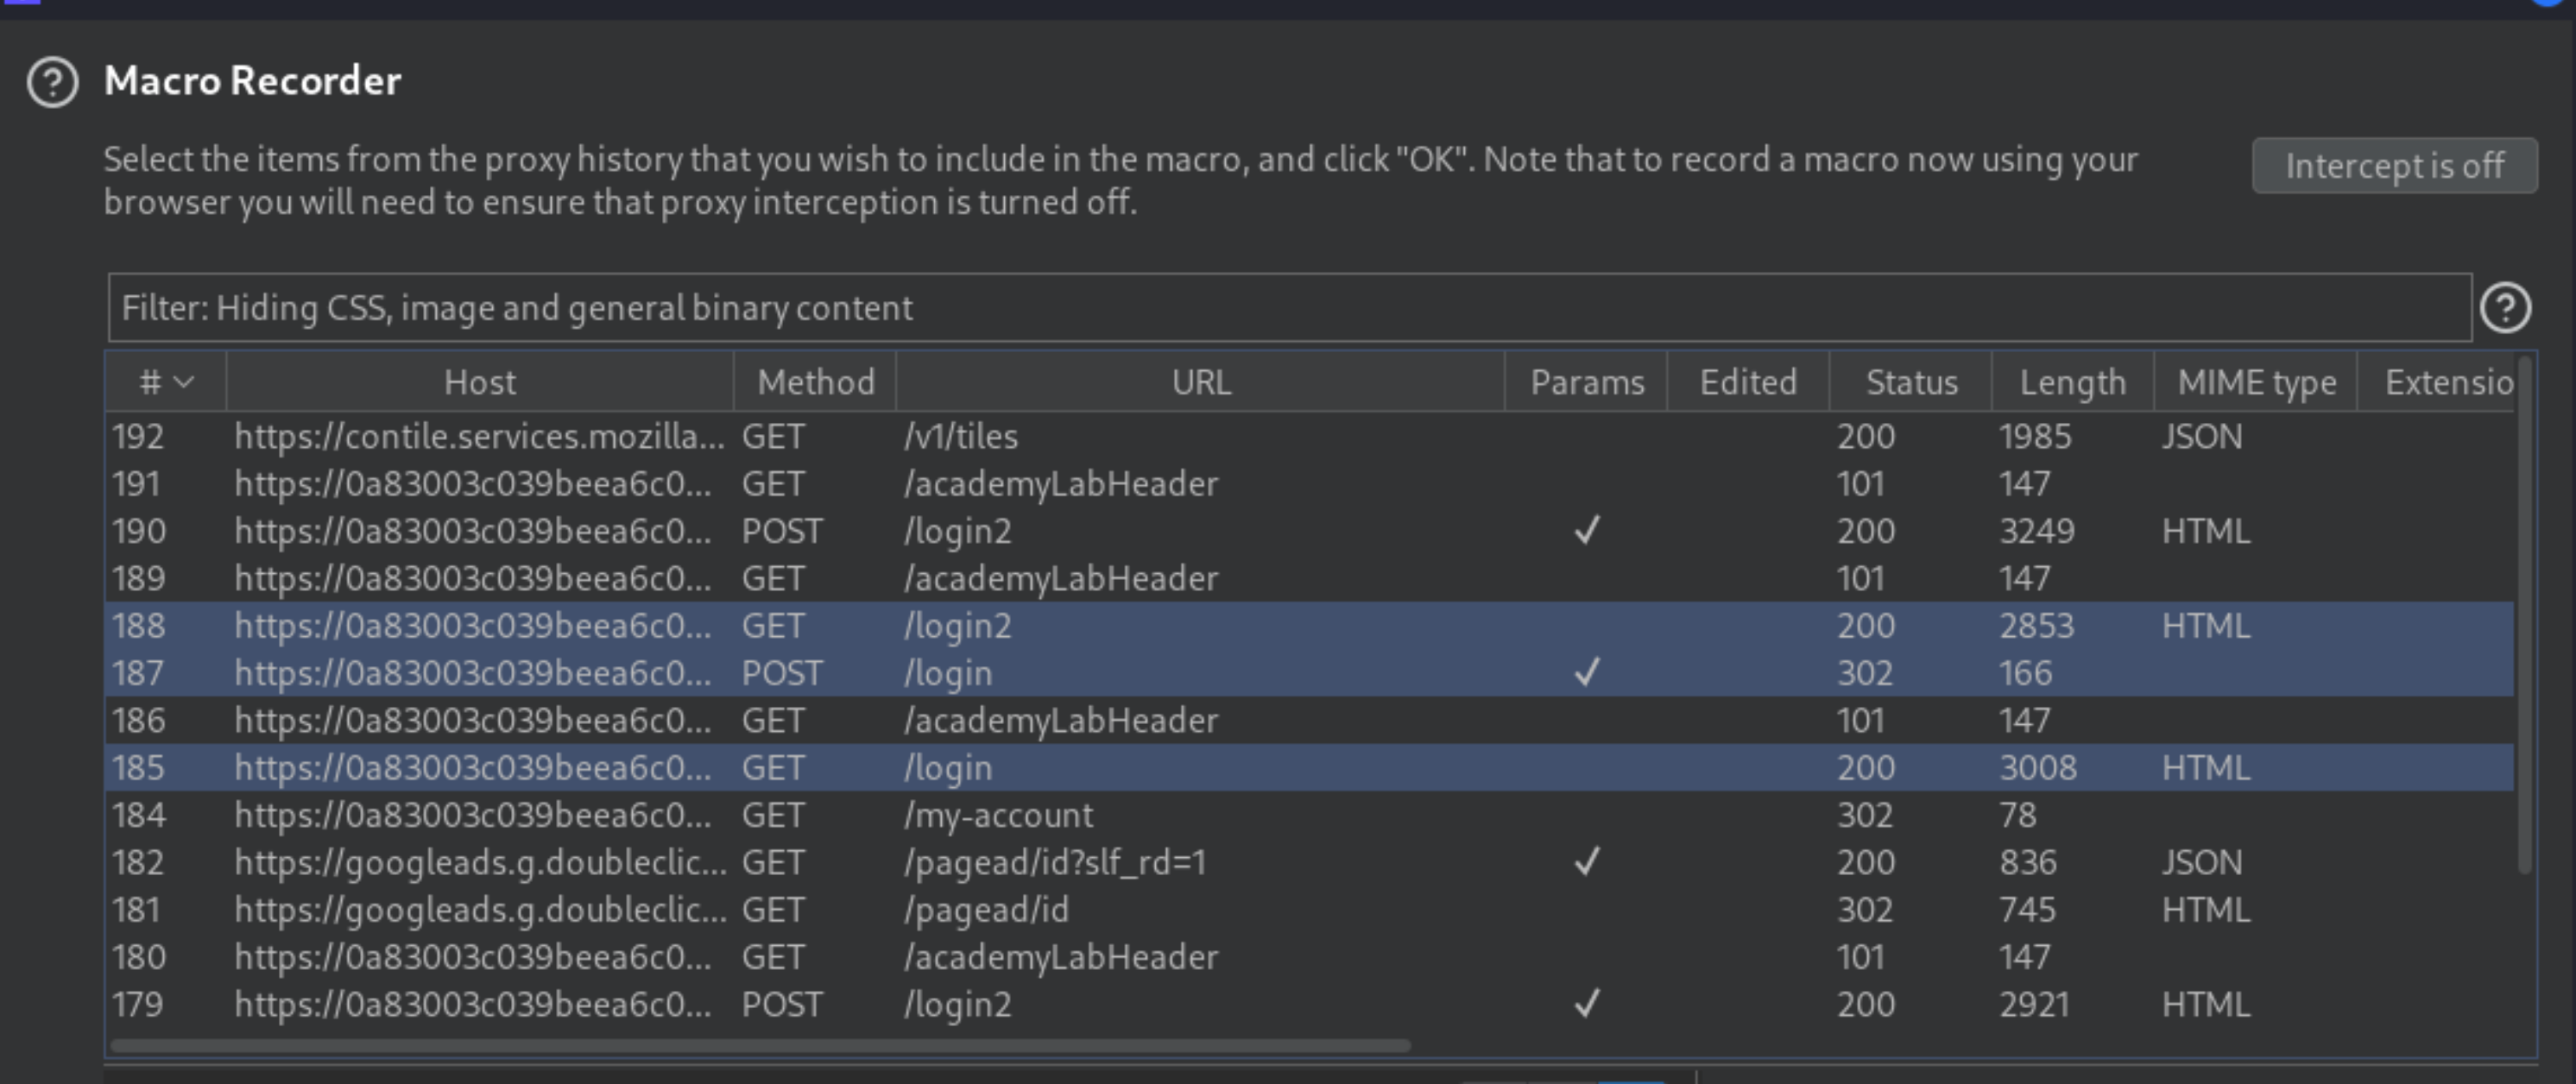 Macro Recorder
Select the items from the proxy history that you wish to include in the macro, and click "OK". Note that to record a macro now using your
browser you will need to ensure that proxy interception is turned off.
Intercept is off
Filter: Hiding CSS, image and general binary content
# Host Method URL Params Edited Status Length MIME type Extensio
192 https://contile.services.mozilla... GET /v1/tiles 200 1985 JSON
191 https://0a83003c039beea6c0... GET /academyLabHeader 101 147
190 https://0a83003c039beea6c0... POST /login2 ✓ 200 3249 HTML
189 https://0a83003c039beea6c0... GET /academyLabHeader 101 147
188 https://0a83003c039beea6c0... GET /login2 200 2853 HTML
187 https://0a83003c039beea6c0... POST /login ✓ 302 166
186 https://0a83003c039beea6c0... GET /academyLabHeader 101 147
185 https://0a83003c039beea6c0... GET /login 200 3008 HTML
184 https://0a83003c039beea6c0... GET /my-account 302 78
182 https://googleads.g.doubleclic... GET /pagead/id?slf_rd=1 ✓ 200 836 JSON
181 https://googleads.g.doubleclic... GET /pagead/id 302 745 HTML
180 https://0a83003c039beea6c0... GET /academyLabHeader 101 147
179 https://0a83003c039beea6c0... POST /login2 ✓ 200 2921 HTML